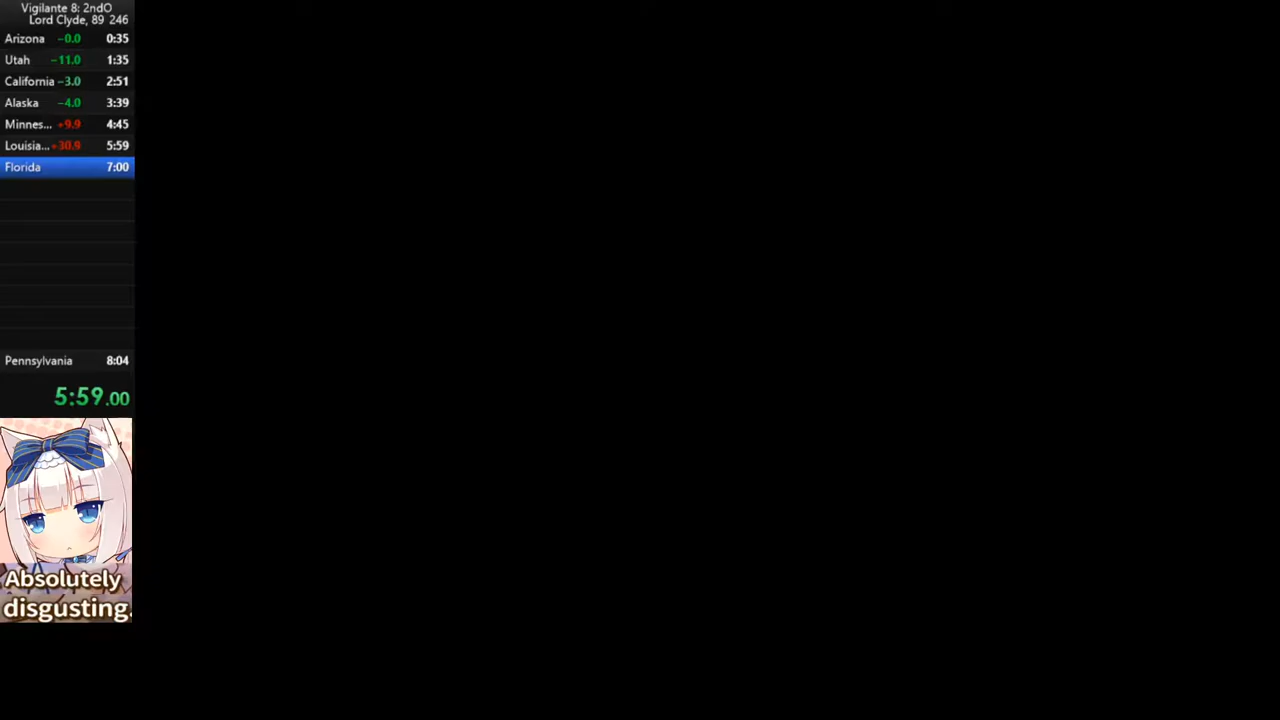 Vigilante 8: 2ndO
Lord Clyde, 89 246
Arizona -0.0 0:35
Utah -11.0 1:35
California -3.0 2:51
Alaska -4.0 3:39
Minnes... +9.9 4:45
Louisia... +30.9 5:59
Florida 7:00
Pennsylvania 8:04
5:59.00
Absolutely
disgusting.